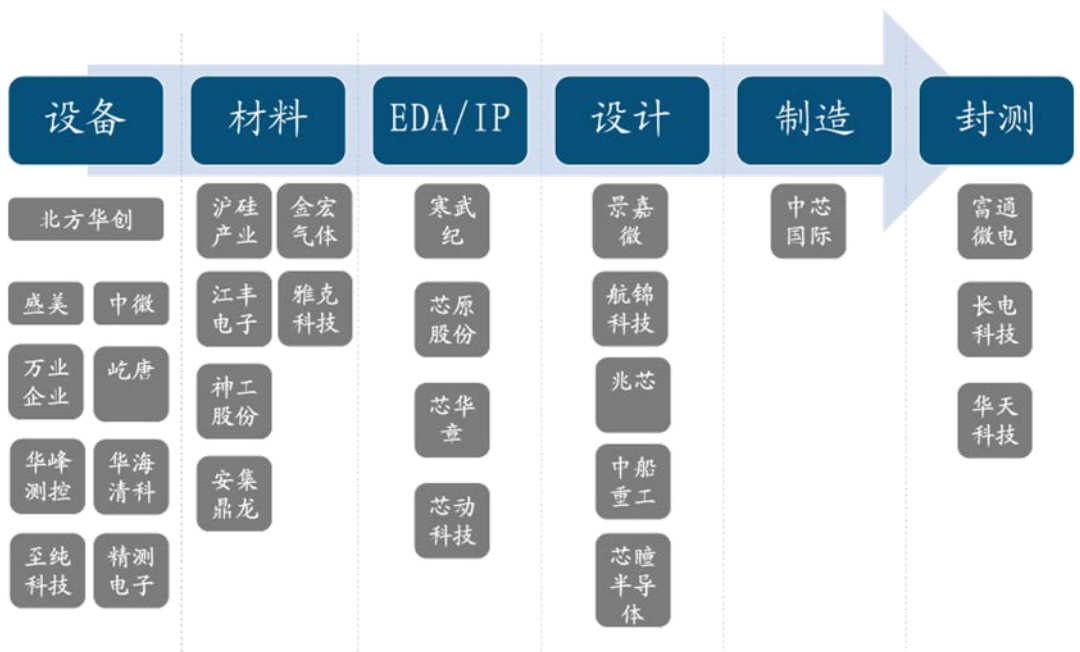 设备
材料
EDA/IP
设计
制造
封测
北方华创
盛美
中微
万业
企业
屹唐
华峰
测控
华海
清科
至纯
科技
精测
电子
沪硅
产业
金宏
气体
江丰
电子
雅克
科技
神工
股份
安集
鼎龙
寒武
纪
芯原
股份
芯华
章
芯动
科技
景嘉
微
航锦
科技
兆芯
中船
重工
芯瞳
半导
体
中芯
国际
富通
微电
长电
科技
华天
科技